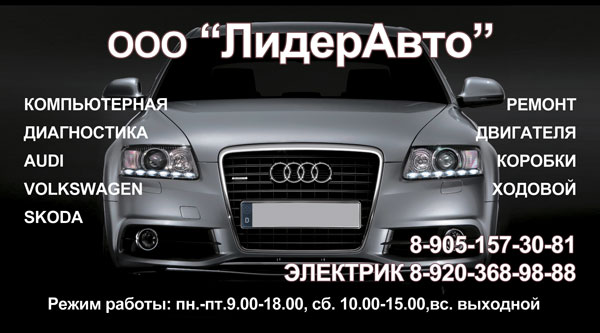 ООО “ЛидерАвто”
КОМПЬЮТЕРНАЯ
ДИАГНОСТИКА
AUDI
VOLKSWAGEN
SKODA
РЕМОНТ
ДВИГАТЕЛЯ
КОРОБКИ
ХОДОВОЙ
8-905-157-30-81
ЭЛЕКТРИК 8-920-368-98-88
Режим работы: пн.-пт.9.00-18.00, сб. 10.00-15.00,вс. выходной